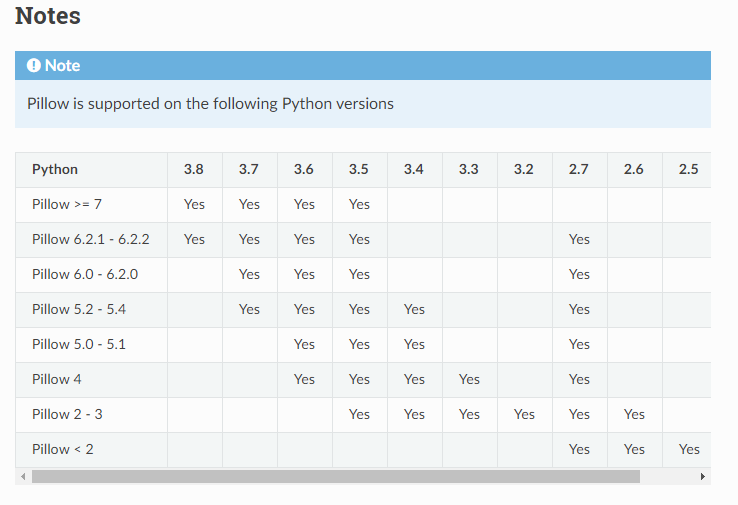 Notes
Note
Pillow is supported on the following Python versions
Python 3.8 3.7 3.6 3.5 3.4 3.3 3.2 2.7 2.6 2.5
Pillow >= 7 Yes Yes Yes Yes
Pillow 6.2.1 - 6.2.2 Yes Yes Yes Yes Yes
Pillow 6.0 - 6.2.0 Yes Yes Yes Yes
Pillow 5.2 - 5.4 Yes Yes Yes Yes Yes
Pillow 5.0 - 5.1 Yes Yes Yes Yes
Pillow 4 Yes Yes Yes Yes Yes
Pillow 2 - 3 Yes Yes Yes Yes Yes Yes
Pillow < 2 Yes Yes Yes